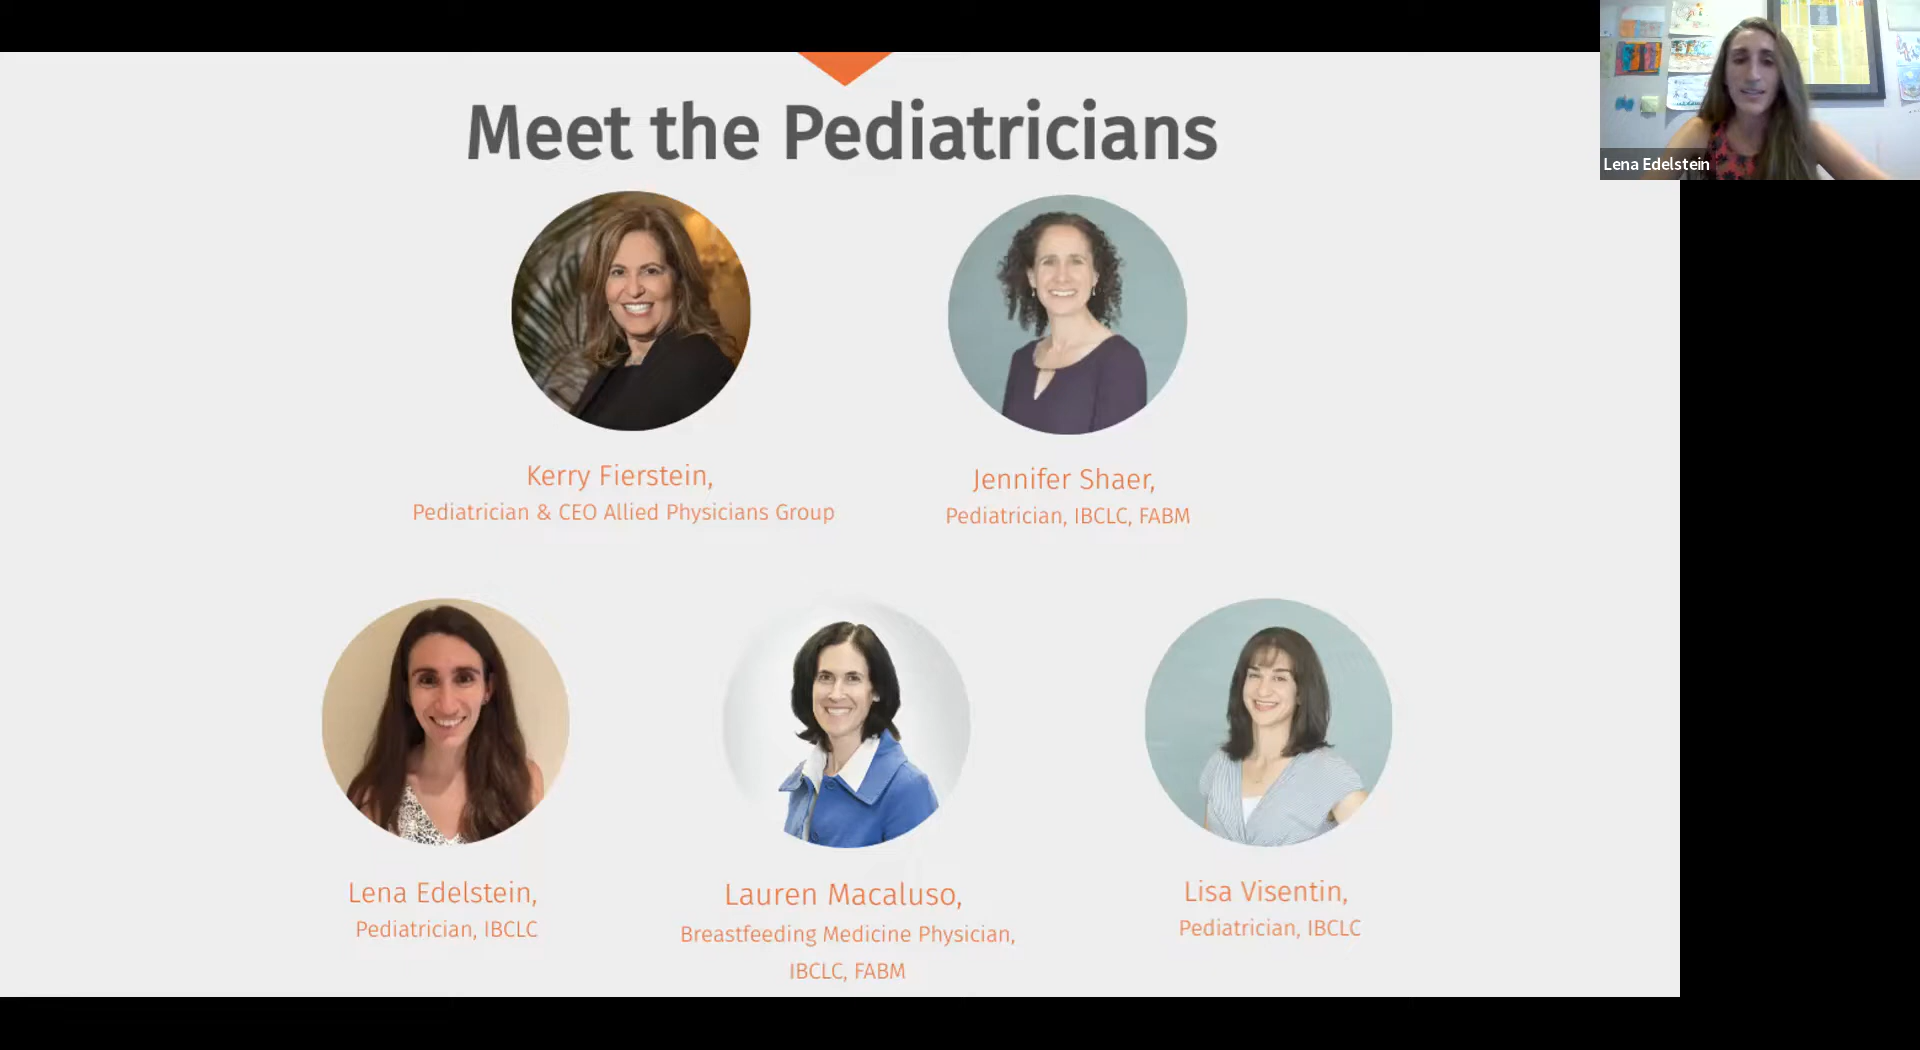 Meet the Pediatricians
Lena Edelstein
Kerry Fierstein,
Pediatrician & CEO Allied Physicians Group
Jennifer Shaer,
Pediatrician, IBCLC, FABM
Lena Edelstein,
Pediatrician, IBCLC
Lauren Macaluso,
Breastfeeding Medicine Physician,
IBCLC, FABM
Lisa Visentin,
Pediatrician, IBCLC